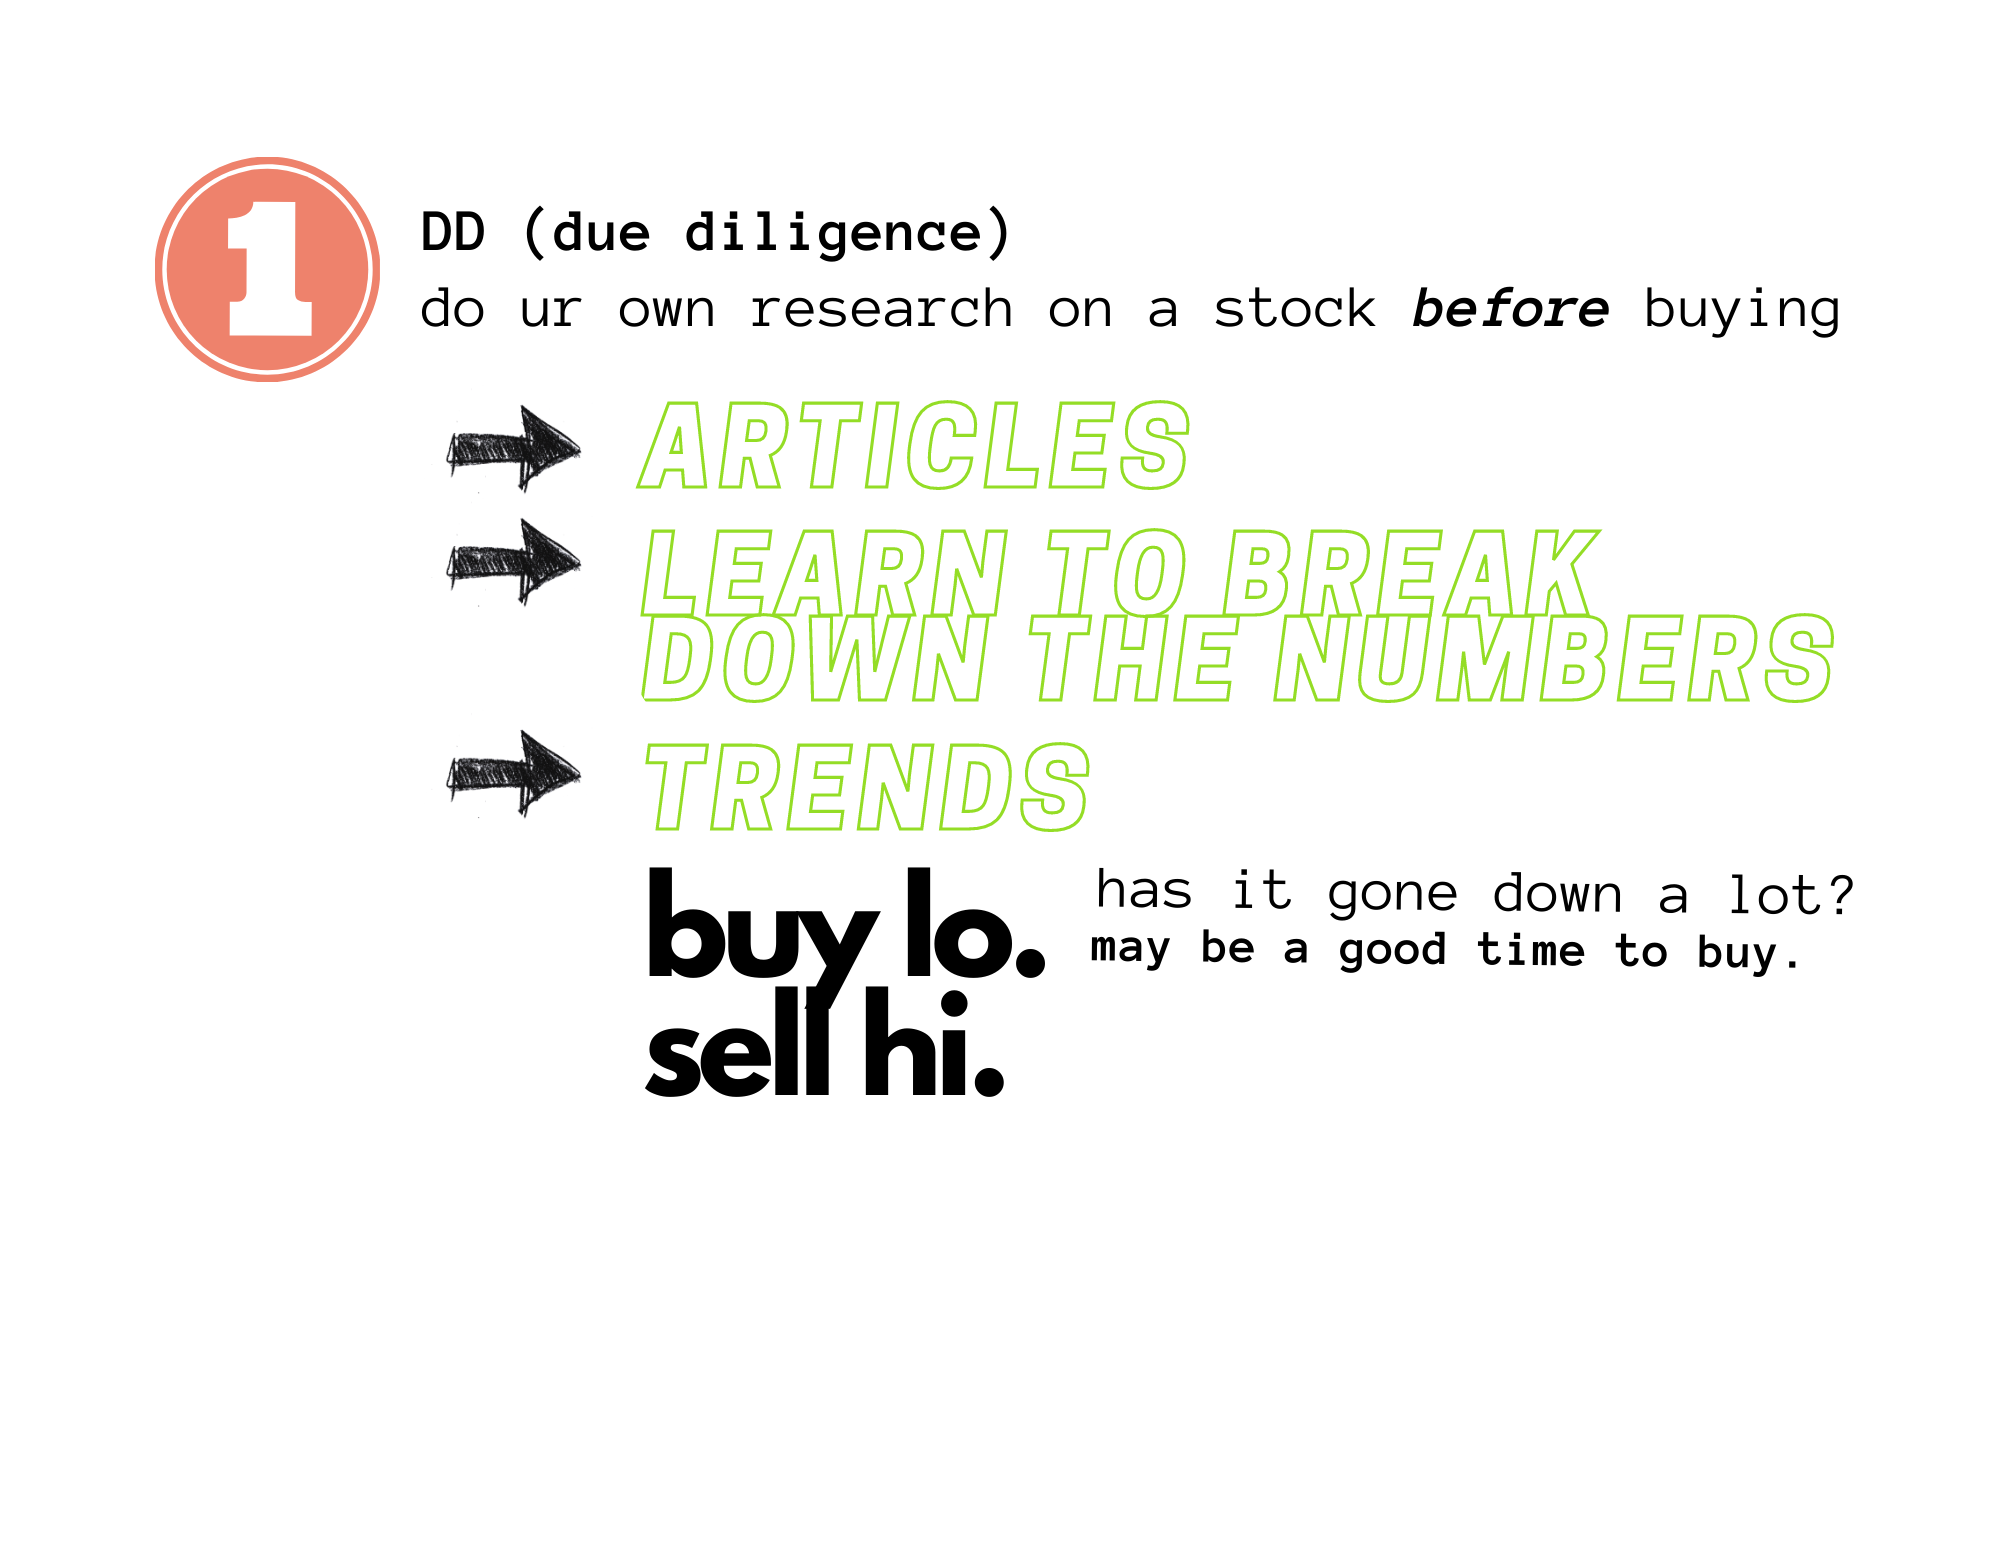 1
DD (due diligence)
do ur own research on a stock before buying
ARTICLES
LEARN TO BREAK
DOWN THE NUMBERS
TRENDS
buy lo.
sell hi.
has it gone down a lot?
may be a good time to buy.